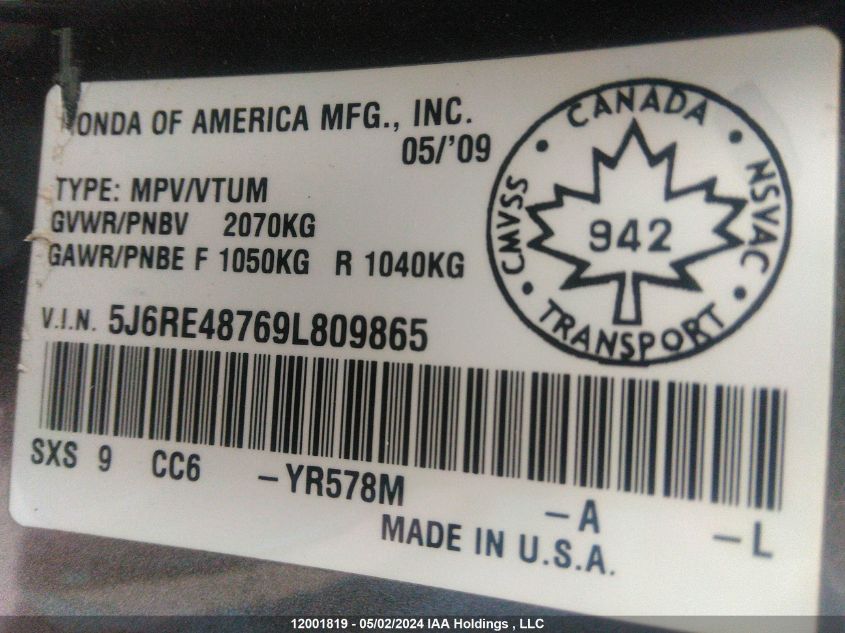 HONDA OF AMERICA MFG., INC.
05/'09
TYPE: MPV/VTUM
GVWR/PNBV 2070KG
GAWR/PNBE F 1050KG R 1040KG
V.I.N. 5J6RE48769L809865
SXS 9 CC6 -YR578M -A -L
MADE IN U.S.A.
CANADA
CMVSS 942 NSVAC
TRANSPORT
12001819 - 05/02/2024 IAA Holdings , LLC